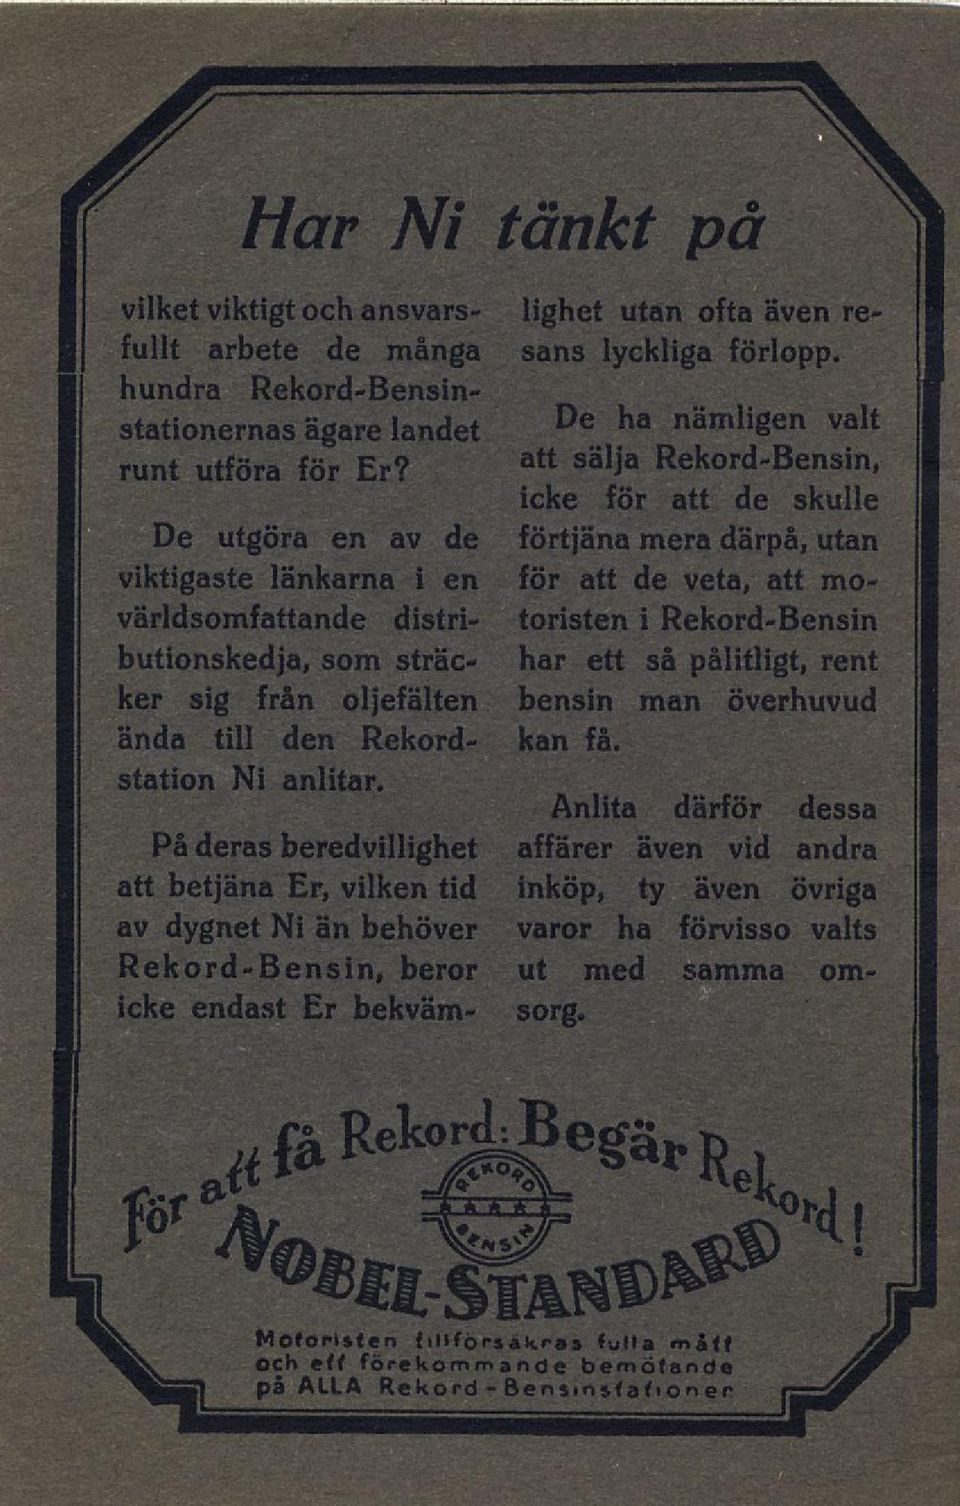 Har Ni tänkt på
vilket viktigt och ansvars-
fullt arbete de många
hundra Rekord-Bensin-
stationernas ägare landet
runt utföra för Er?
De utgöra en av de
viktigaste länkarna i en
världsomfattande distri-
butionskedja, som sträc-
ker sig från oljefälten
ända till den Rekord-
station Ni anlitar.
På deras beredvillighet
att betjäna Er, vilken tid
av dygnet Ni än behöver
Rekord-Bensin, beror
icke endast Er bekväm-
lighet utan ofta även re-
sans lyckliga förlopp.
De ha nämligen valt
att sälja Rekord-Bensin,
icke för att de skulle
förtjäna mera därpå, utan
för att de veta, att mo-
toristen i Rekord-Bensin
har ett så pålitligt, rent
bensin man överhuvud
kan få.
Anlita därför dessa
affärer även vid andra
inköp, ty även övriga
varor ha förvisso valts
ut med samma om-
sorg.
För att få Rekord: Begär Rekord!
REKORD
BENSIN
NOBEL-STANDARD
Motoristen tillförsäkras fulla mått
och ett förekommande bemötande
på ALLA Rekord-Bensinstationer